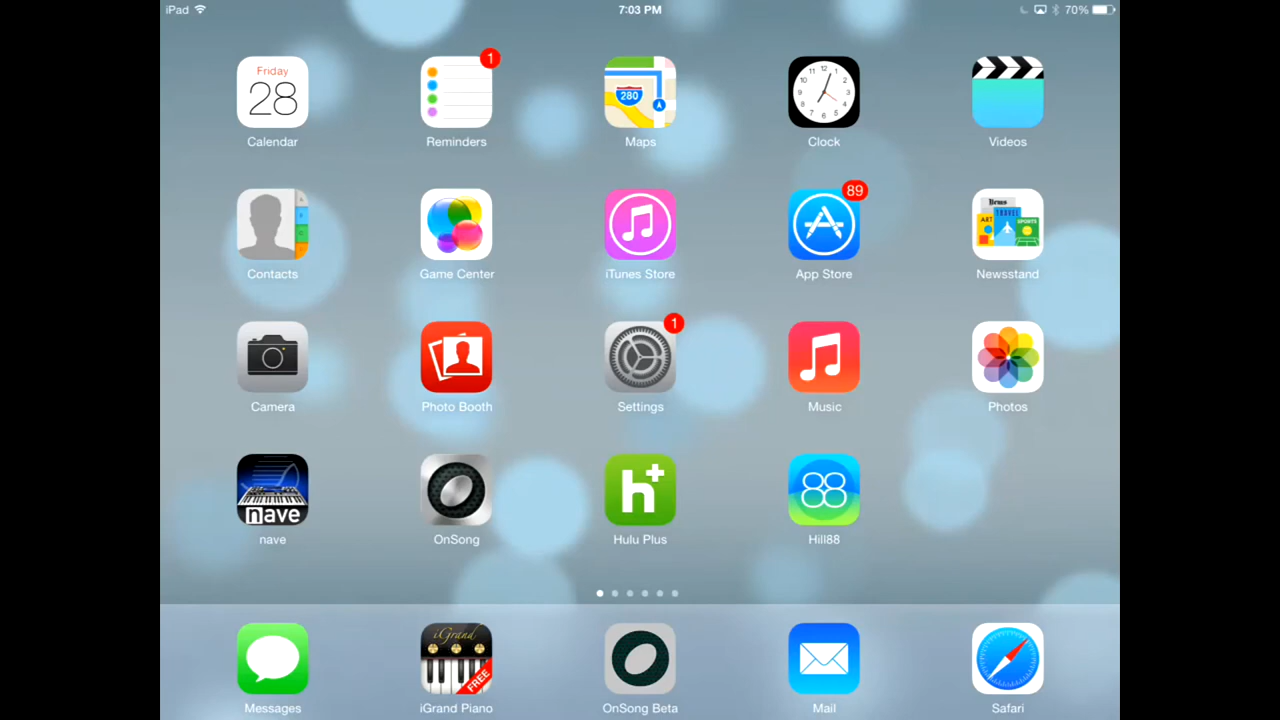 iPad 7:03 PM 70%
1
Friday
28 280
Calendar Reminders Maps Clock Videos
89
Contacts Game Center iTunes Store App Store Newsstand
1
Camera Photo Booth Settings Music Photos
nave h+ 88
nave OnSong Hulu Plus Hill88
iGrand
FREE
Messages iGrand Piano OnSong Beta Mail Safari